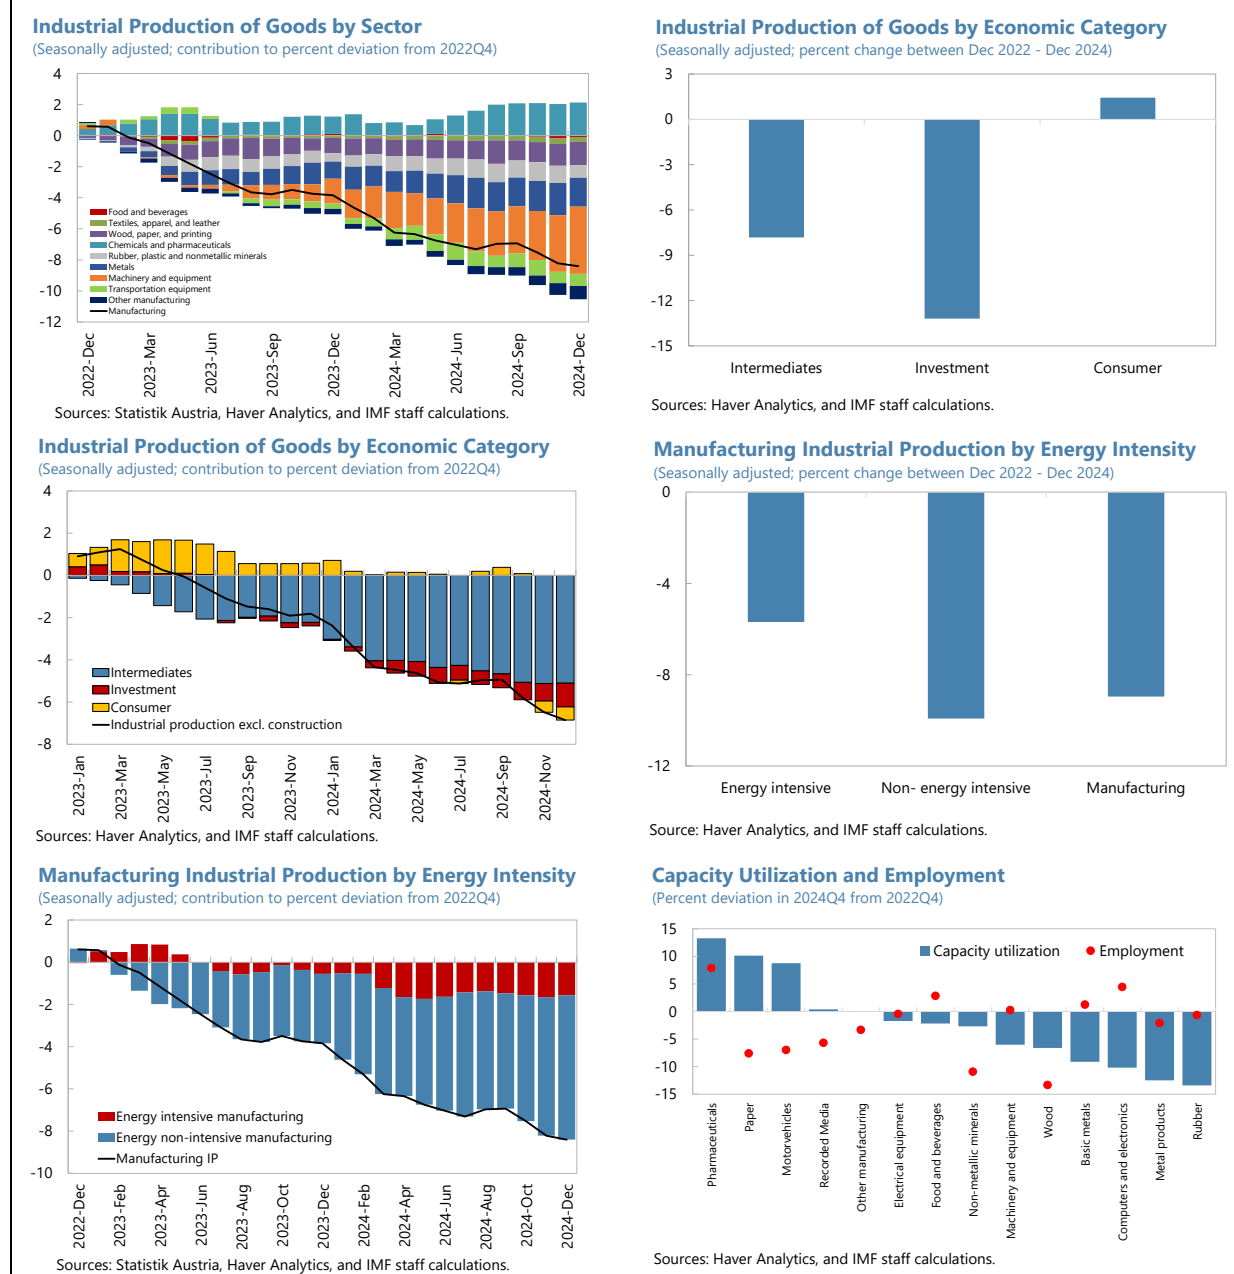 Industrial Production of Goods by Sector
(Seasonally adjusted; contribution to percent deviation from 2022Q4)
4
2
0
-2
-4
-6
-8
-10
-12
Food and beverages
Textiles, apparel, and leather
Wood, paper, and printing
Chemicals and pharmaceuticals
Rubber, plastic and nonmetallic minerals
Metals
Machinery and equipment
Transportation equipment
Other manufacturing
Manufacturing
2022-Dec
2023-Mar
2023-Jun
2023-Sep
2023-Dec
2024-Mar
2024-Jun
2024-Sep
2024-Dec
Sources: Statistik Austria, Haver Analytics, and IMF staff calculations.
Industrial Production of Goods by Economic Category
(Seasonally adjusted; percent change between Dec 2022 - Dec 2024)
3
0
-3
-6
-9
-12
-15
Intermediates
Investment
Consumer
Sources: Haver Analytics, and IMF staff calculations.
Industrial Production of Goods by Economic Category
(Seasonally adjusted; contribution to percent deviation from 2022Q4)
4
2
0
-2
-4
-6
-8
Intermediates
Investment
Consumer
Industrial production excl. construction
2023-Jan
2023-Mar
2023-May
2023-Jul
2023-Sep
2023-Nov
2024-Jan
2024-Mar
2024-May
2024-Jul
2024-Sep
2024-Nov
Sources: Haver Analytics, and IMF staff calculations.
Manufacturing Industrial Production by Energy Intensity
(Seasonally adjusted; percent change between Dec 2022 - Dec 2024)
0
-4
-8
-12
Energy intensive
Non- energy intensive
Manufacturing
Source: Haver Analytics, and IMF staff calculations.
Manufacturing Industrial Production by Energy Intensity
(Seasonally adjusted; contribution to percent deviation from 2022Q4)
2
0
-2
-4
-6
-8
-10
Energy intensive manufacturing
Energy non-intensive manufacturing
Manufacturing IP
2022-Dec
2023-Feb
2023-Apr
2023-Jun
2023-Aug
2023-Oct
2023-Dec
2024-Feb
2024-Apr
2024-Jun
2024-Aug
2024-Oct
2024-Dec
Sources: Statistik Austria, Haver Analytics, and IMF staff calculations.
Capacity Utilization and Employment
(Percent deviation in 2024Q4 from 2022Q4)
15
10
5
0
-5
-10
-15
Capacity utilization
Employment
Pharmaceuticals
Paper
Motorvehicles
Recorded Media
Other manufacturing
Electrical equipment
Food and beverages
Non-metallic minerals
Machinery and equipment
Wood
Basic metals
Computers and electronics
Metal products
Rubber
Sources: Haver Analytics, and IMF staff calculations.